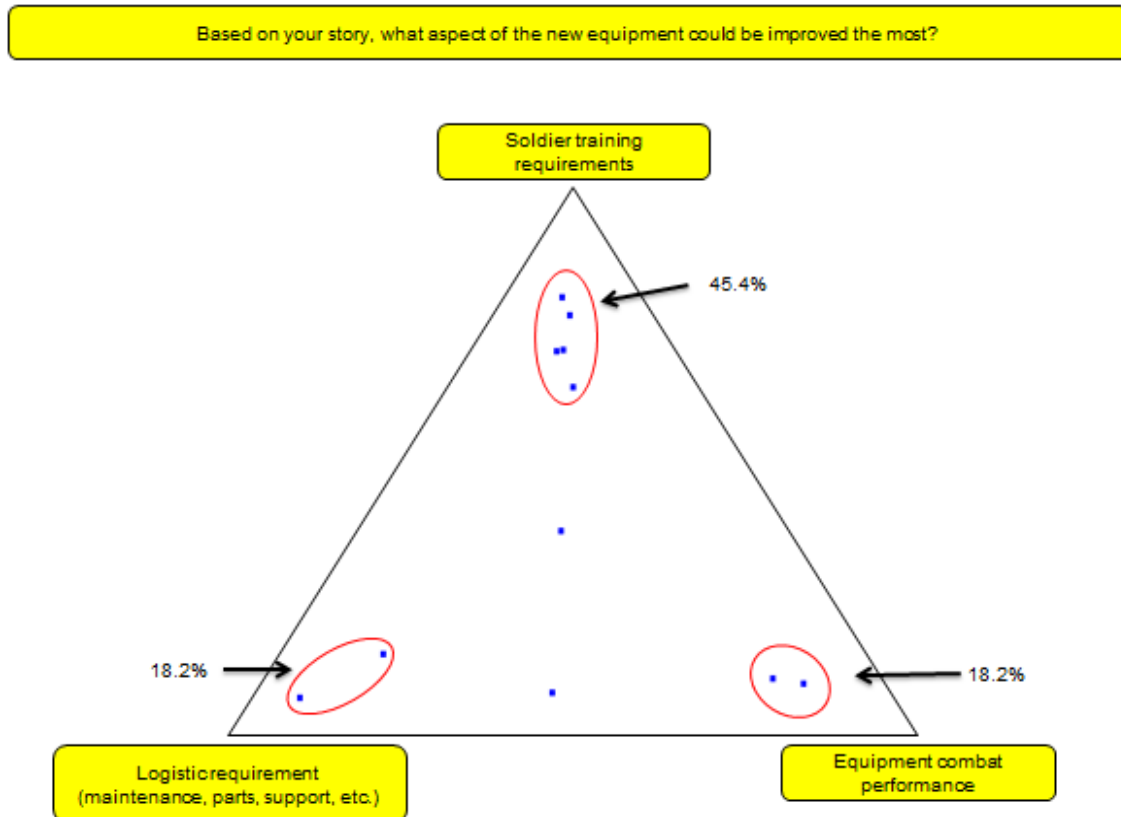 Based on your story, what aspect of the new equipment could be improved the most?
Soldier training
requirements
45.4%
18.2%
18.2%
Logistic requirement
(maintenance, parts, support, etc.)
Equipment combat
performance